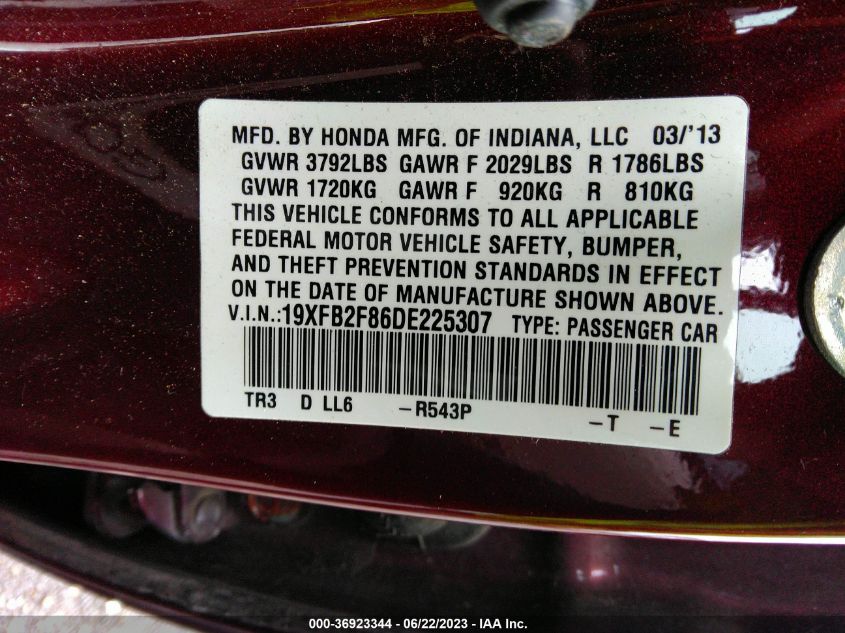 MFD. BY HONDA MFG. OF INDIANA, LLC 03/'13
GVWR 3792LBS GAWR F 2029LBS R 1786LBS
GVWR 1720KG GAWR F 920KG R 810KG
THIS VEHICLE CONFORMS TO ALL APPLICABLE
FEDERAL MOTOR VEHICLE SAFETY, BUMPER,
AND THEFT PREVENTION STANDARDS IN EFFECT
ON THE DATE OF MANUFACTURE SHOWN ABOVE.
V.I.N.:19XFB2F86DE225307 TYPE: PASSENGER CAR
TR3 D LL6 –R543P –T –E
000-36923344 - 06/22/2023 - IAA Inc.